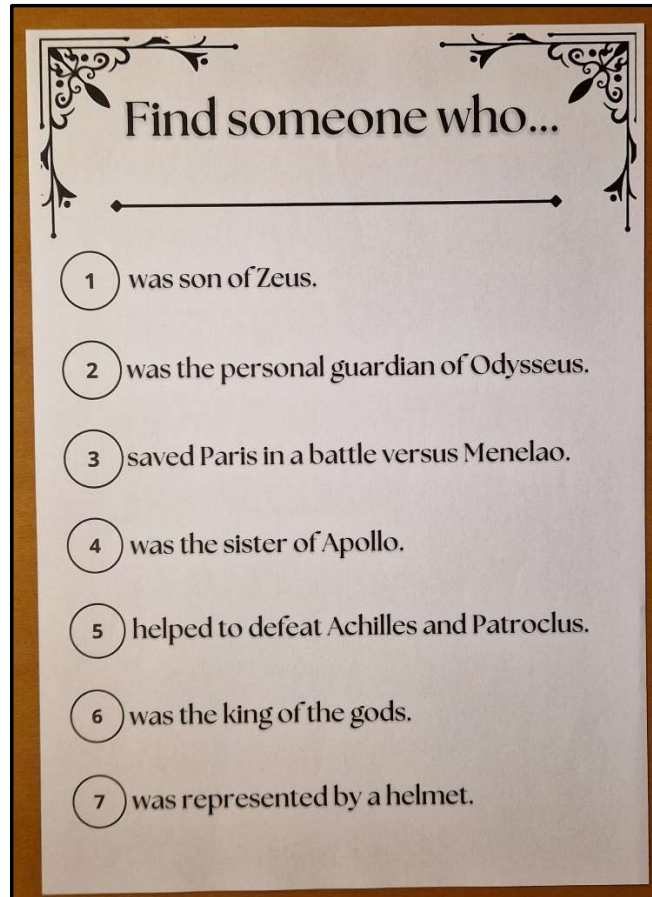 Find someone who...
1 was son of Zeus.
2 was the personal guardian of Odysseus.
3 saved Paris in a battle versus Menelao.
4 was the sister of Apollo.
5 helped to defeat Achilles and Patroclus.
6 was the king of the gods.
7 was represented by a helmet.